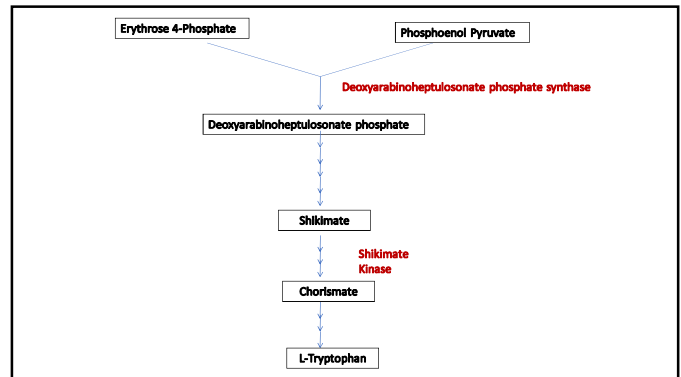 Erythrose 4-Phosphate
Phosphoenol Pyruvate
Deoxyarabinoheptulosonate phosphate synthase
Deoxyarabinoheptulosonate phosphate
Shikimate
Shikimate
Kinase
Chorismate
L-Tryptophan